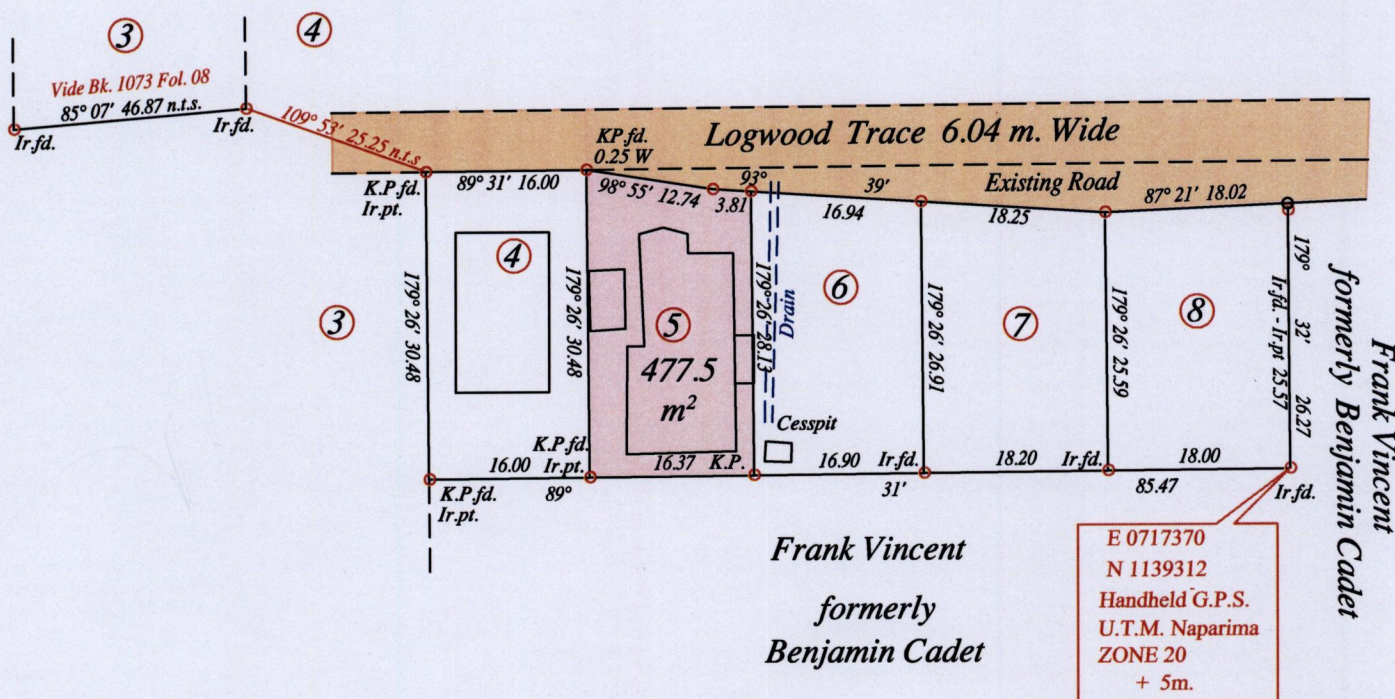 3
4
Vide Bk. 1073 Fol. 08
85° 07' 46.87 n.t.s.
Ir.fd.
Ir.fd.
109° 53' 25.25 n.t.s
KP.fd.
0.25 W
Logwood Trace 6.04 m. Wide
Existing Road
K.P.fd.
Ir.pt.
89° 31' 16.00
98° 55' 12.74
3.81
93°
39'
16.94
18.25
87° 21' 18.02
3
179° 26' 30.48
4
179° 26' 30.48
5
477.5
m²
179° 26' 28.13
Drain
6
179° 26' 26.91
7
179° 26' 25.59
8
179° 32' 26.27
Ir.fd. - Ir.pt 25.57
Frank Vincent
formerly Benjamin Cadet
Cesspit
K.P.fd.
Ir.pt.
16.00
K.P.fd.
Ir.pt.
89°
16.37
K.P.
16.90
Ir.fd.
31'
18.20
Ir.fd.
18.00
85.47
Ir.fd.
Frank Vincent
formerly
Benjamin Cadet
E 0717370
N 1139312
Handheld G.P.S.
U.T.M. Naparima
ZONE 20
+ 5m.